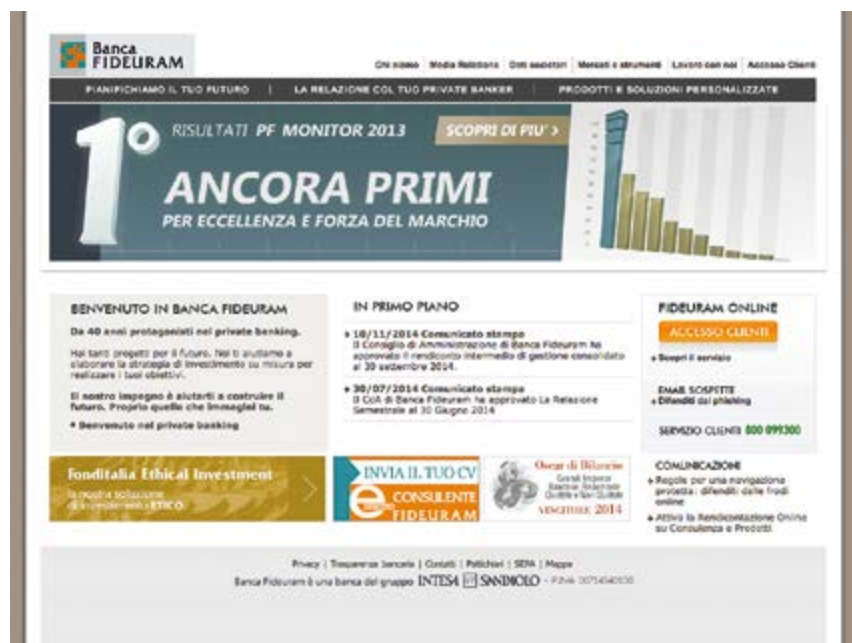 Banca
FIDEURAM
Chi siamo Media Relations Dati societari Mercati e strumenti Lavora con noi Accesso Clienti
PIANIFICHIAMO IL TUO FUTURO | LA RELAZIONE COL TUO PRIVATE BANKER | PRODOTTI E SOLUZIONI PERSONALIZZATE
1° RISULTATI PF MONITOR 2013 SCOPRI DI PIU' >
ANCORA PRIMI
PER ECCELLENZA E FORZA DEL MARCHIO
BENVENUTO IN BANCA FIDEURAM
Da 40 anni protagonisti nel private banking.
Hai tanti progetti per il futuro. Noi ti aiutiamo a
elaborare la strategia di investimento su misura per
realizzare i tuoi obiettivi.
Il nostro impegno è aiutarti a costruire il
futuro. Proprio quello che immagini tu.
Benvenuto nel private banking
IN PRIMO PIANO
10/11/2014 Comunicato stampa
Il Consiglio di Amministrazione di Banca Fideuram ha
approvato il rendiconto intermedio di gestione consolidato
al 30 settembre 2014.
30/07/2014 Comunicato stampa
Il CdA di Banca Fideuram ha approvato La Relazione
Semestrale al 30 Giugno 2014
FIDEURAM ONLINE
ACCESSO CLIENTI
Scopri il servizio
EMAIL SOSPETTE
Difenditi dal phishing
SERVIZIO CLIENTI 800 099300
Fonditalia Ethical Investment
la nostra soluzione
di investimento ETICO.
INVIA IL TUO CV
CONSULENTE
FIDEURAM
Oscar di Bilancio
VINCITORE 2014
COMUNICAZIONI
Regole per una navigazione
protetta: difenditi dalle frodi
online
Attiva la Rendicontazione Online
su Consulenza e Prodotti
Privacy | Trasparenza bancaria | Contatti | Pattichiari | SEPA | Mappa
Banca Fideuram è una banca del gruppo INTESA SANPAOLO - P.IVA